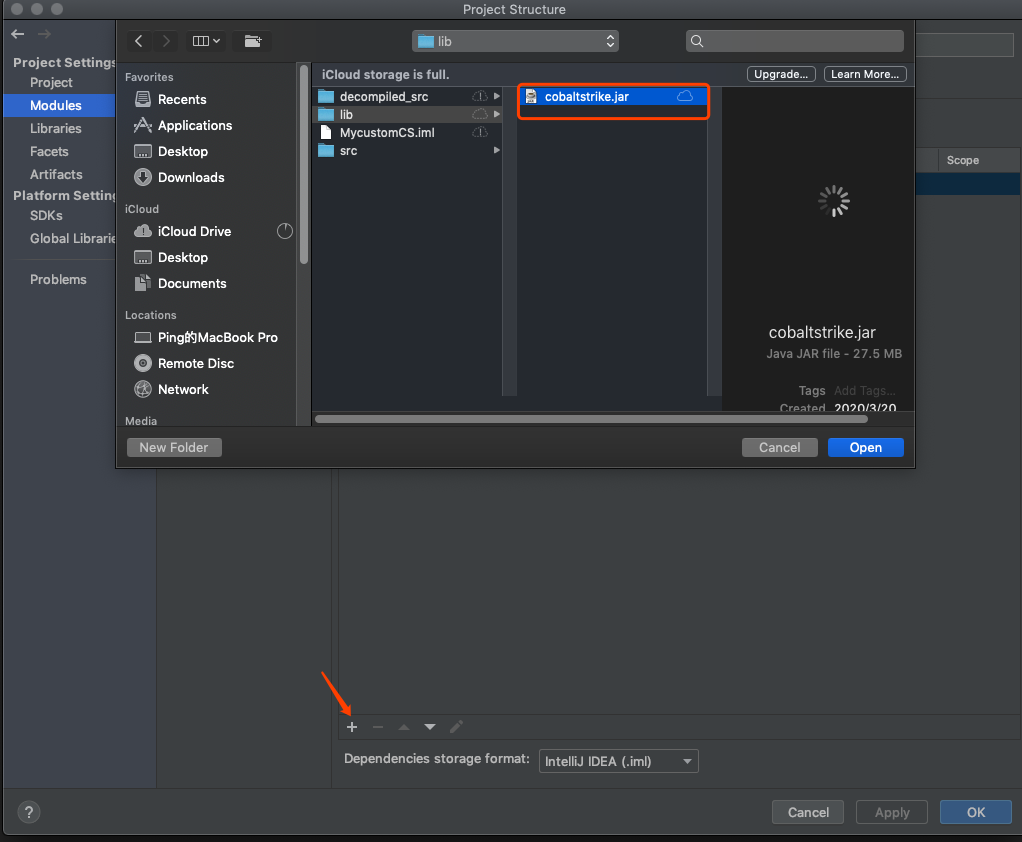 Project Structure
lib
Project Settings
Project
Modules
Libraries
Facets
Artifacts
Platform Setting
SDKs
Global Librarie
Problems
Favorites
Recents
Applications
Desktop
Downloads
iCloud
iCloud Drive
Desktop
Documents
Locations
Ping的MacBook Pro
Remote Disc
Network
Media
iCloud storage is full.
Upgrade...
Learn More...
decompiled_src
lib
MycustomCS.iml
src
cobaltstrike.jar
cobaltstrike.jar
Java JAR file - 27.5 MB
Tags Add Tags...
Created 2020/3/20
Scope
New Folder
Cancel
Open
Dependencies storage format: IntelliJ IDEA (.iml)
?
Cancel
Apply
OK